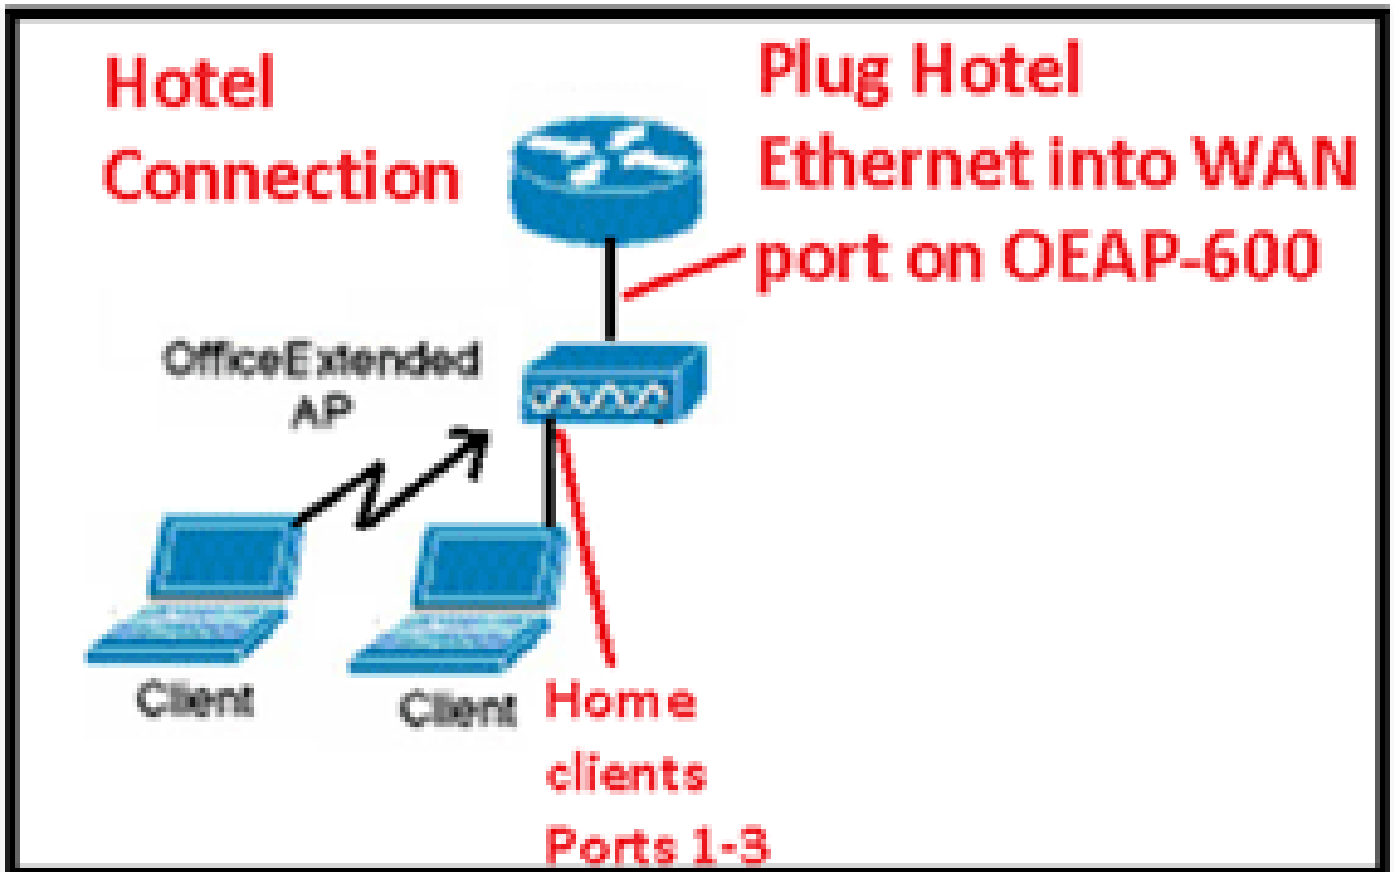 Hotel
Connection
Plug Hotel
Ethernet into WAN
port on OEAP-600
OfficeExtended
AP
Client
Client
Home
clients
Ports 1-3